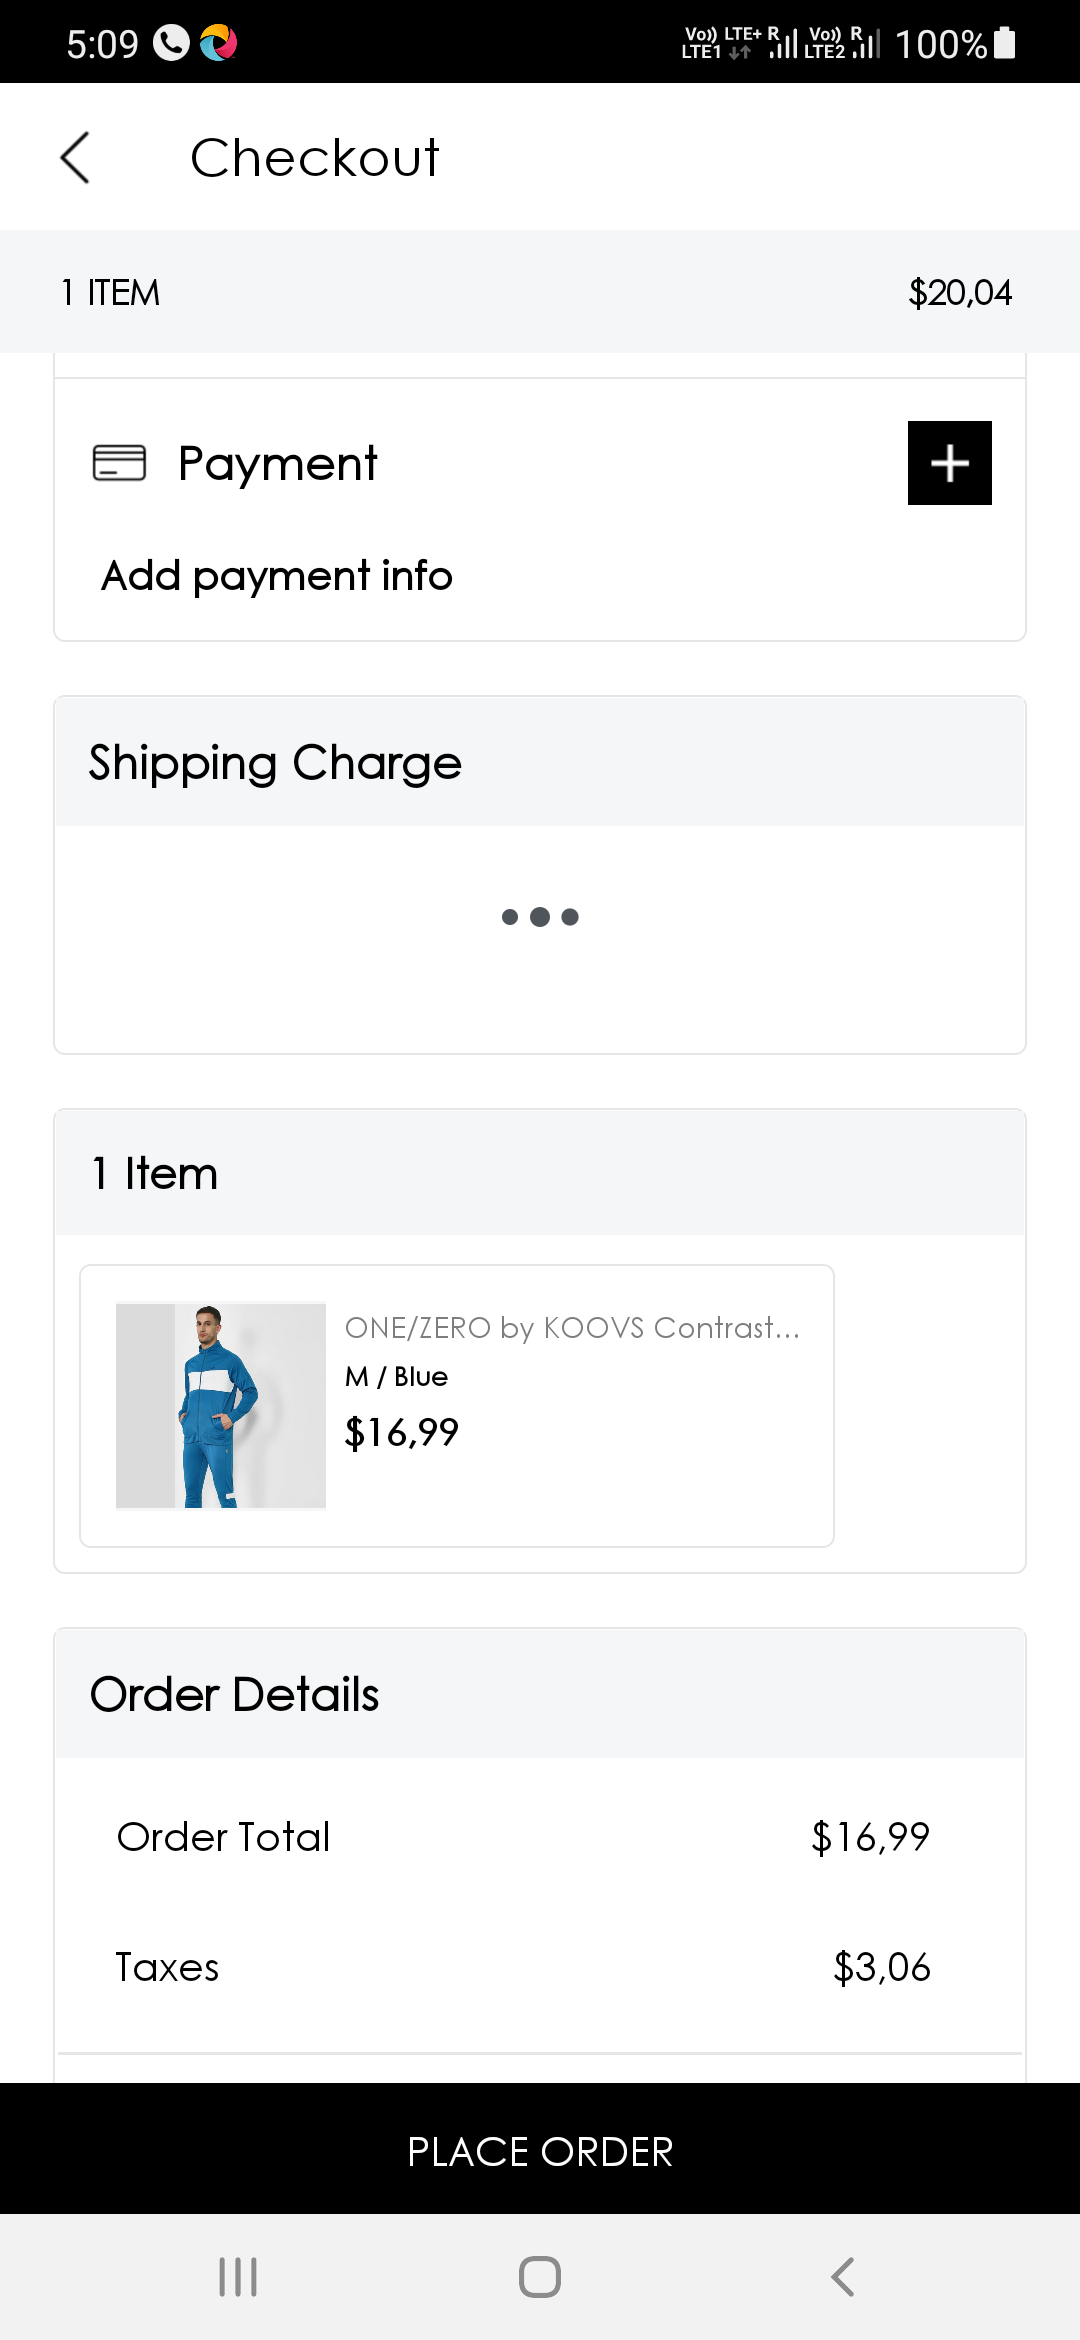 5:09 Vo)) LTE+ R Vo)) R 100%
LTE1 LTE2
Checkout
1 ITEM $20,04
Payment
Add payment info
Shipping Charge
1 Item
ONE/ZERO by KOOVS Contrast...
M / Blue
$16,99
Order Details
Order Total $16,99
Taxes $3,06
PLACE ORDER